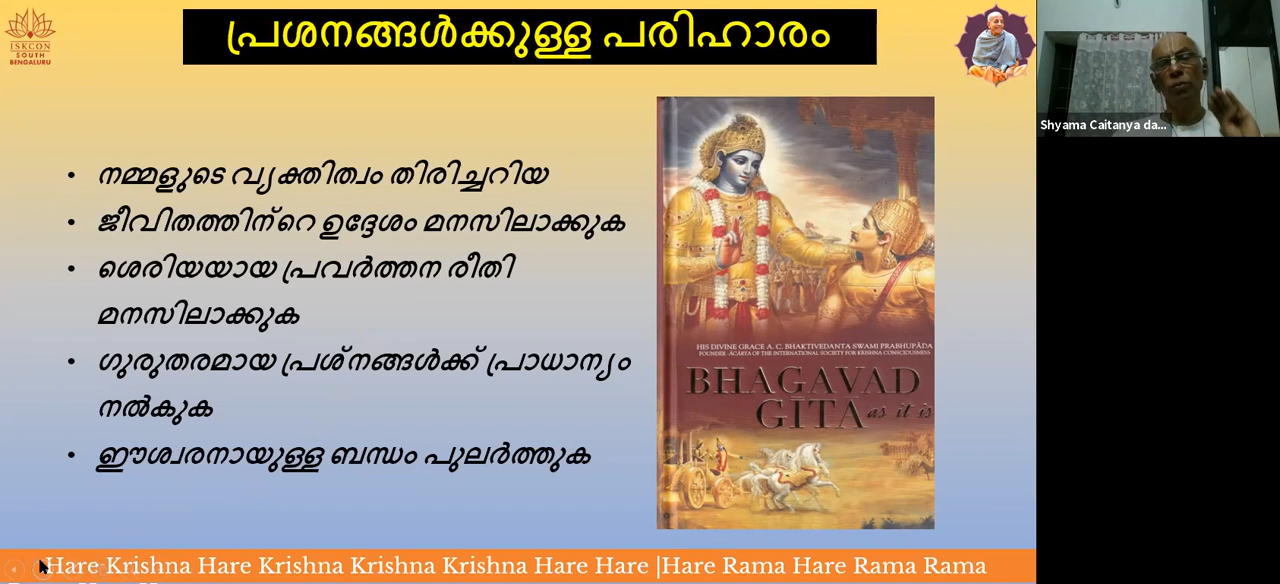 ISKCON
SOUTH
BENGALURU
പ്രശനങ്ങൾക്കുള്ള പരിഹാരം
Shyama Caitanya da...
• നമ്മളുടെ വ്യക്തിത്വം തിരിച്ചറിയ
• ജീവിതത്തിന്റെ ഉദ്ദേശം മനസിലാക്കുക
• ശെരിയയായ പ്രവർത്തന രീതി
മനസിലാക്കുക
• ഗുരുതരമായ പ്രശ്നങ്ങൾക്ക് പ്രാധാന്യം
നൽകുക
• ഈശ്വരനായുള്ള ബന്ധം പുലർത്തുക
HIS DIVINE GRACE A. C. BHAKTIVEDANTA SWAMI PRABHUPĀDA
FOUNDER -ĀCĀRYA OF THE INTERNATIONAL SOCIETY FOR KRISHNA CONSCIOUSNESS
BHAGAVAD
GĪTĀ as it is
Hare Krishna Hare Krishna Krishna Krishna Hare Hare |Hare Rama Hare Rama Rama